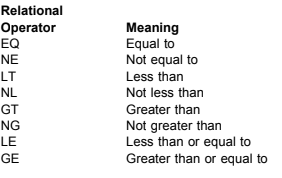 Relational
Operator Meaning
EQ Equal to
NE Not equal to
LT Less than
NL Not less than
GT Greater than
NG Not greater than
LE Less than or equal to
GE Greater than or equal to